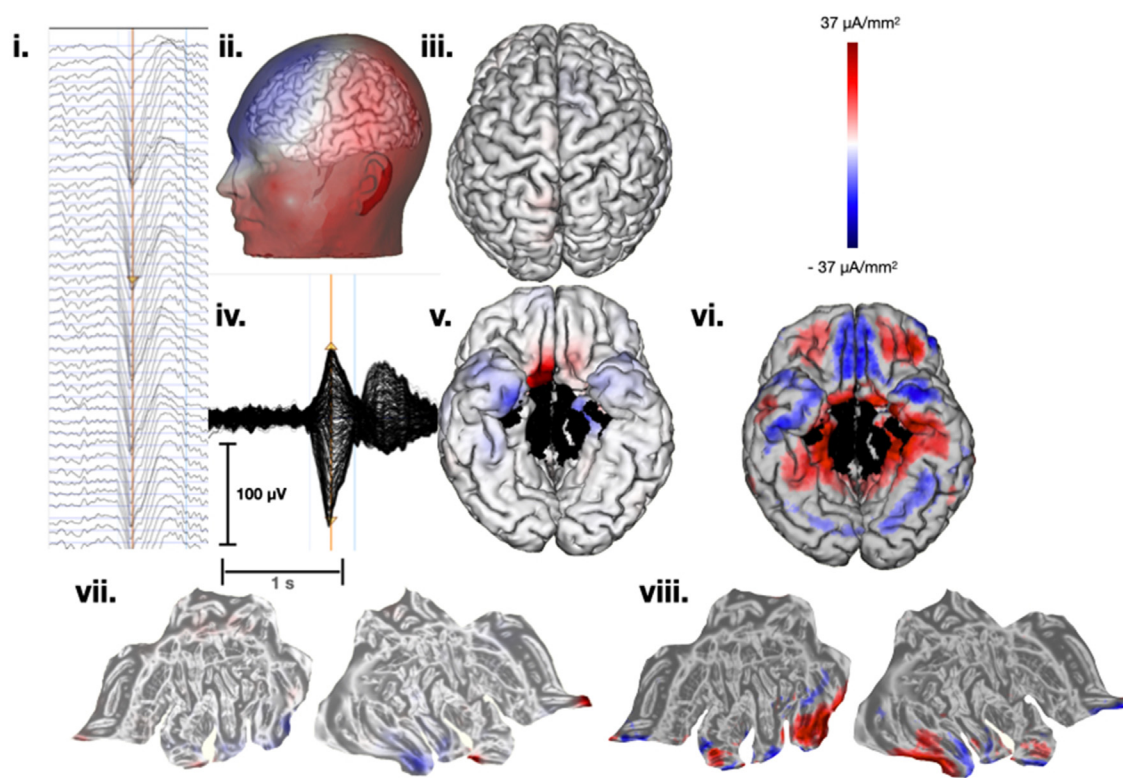 i.
ii.
iii.
37 µA/mm²
- 37 µA/mm²
iv.
v.
vi.
100 µV
1 s
vii.
viii.